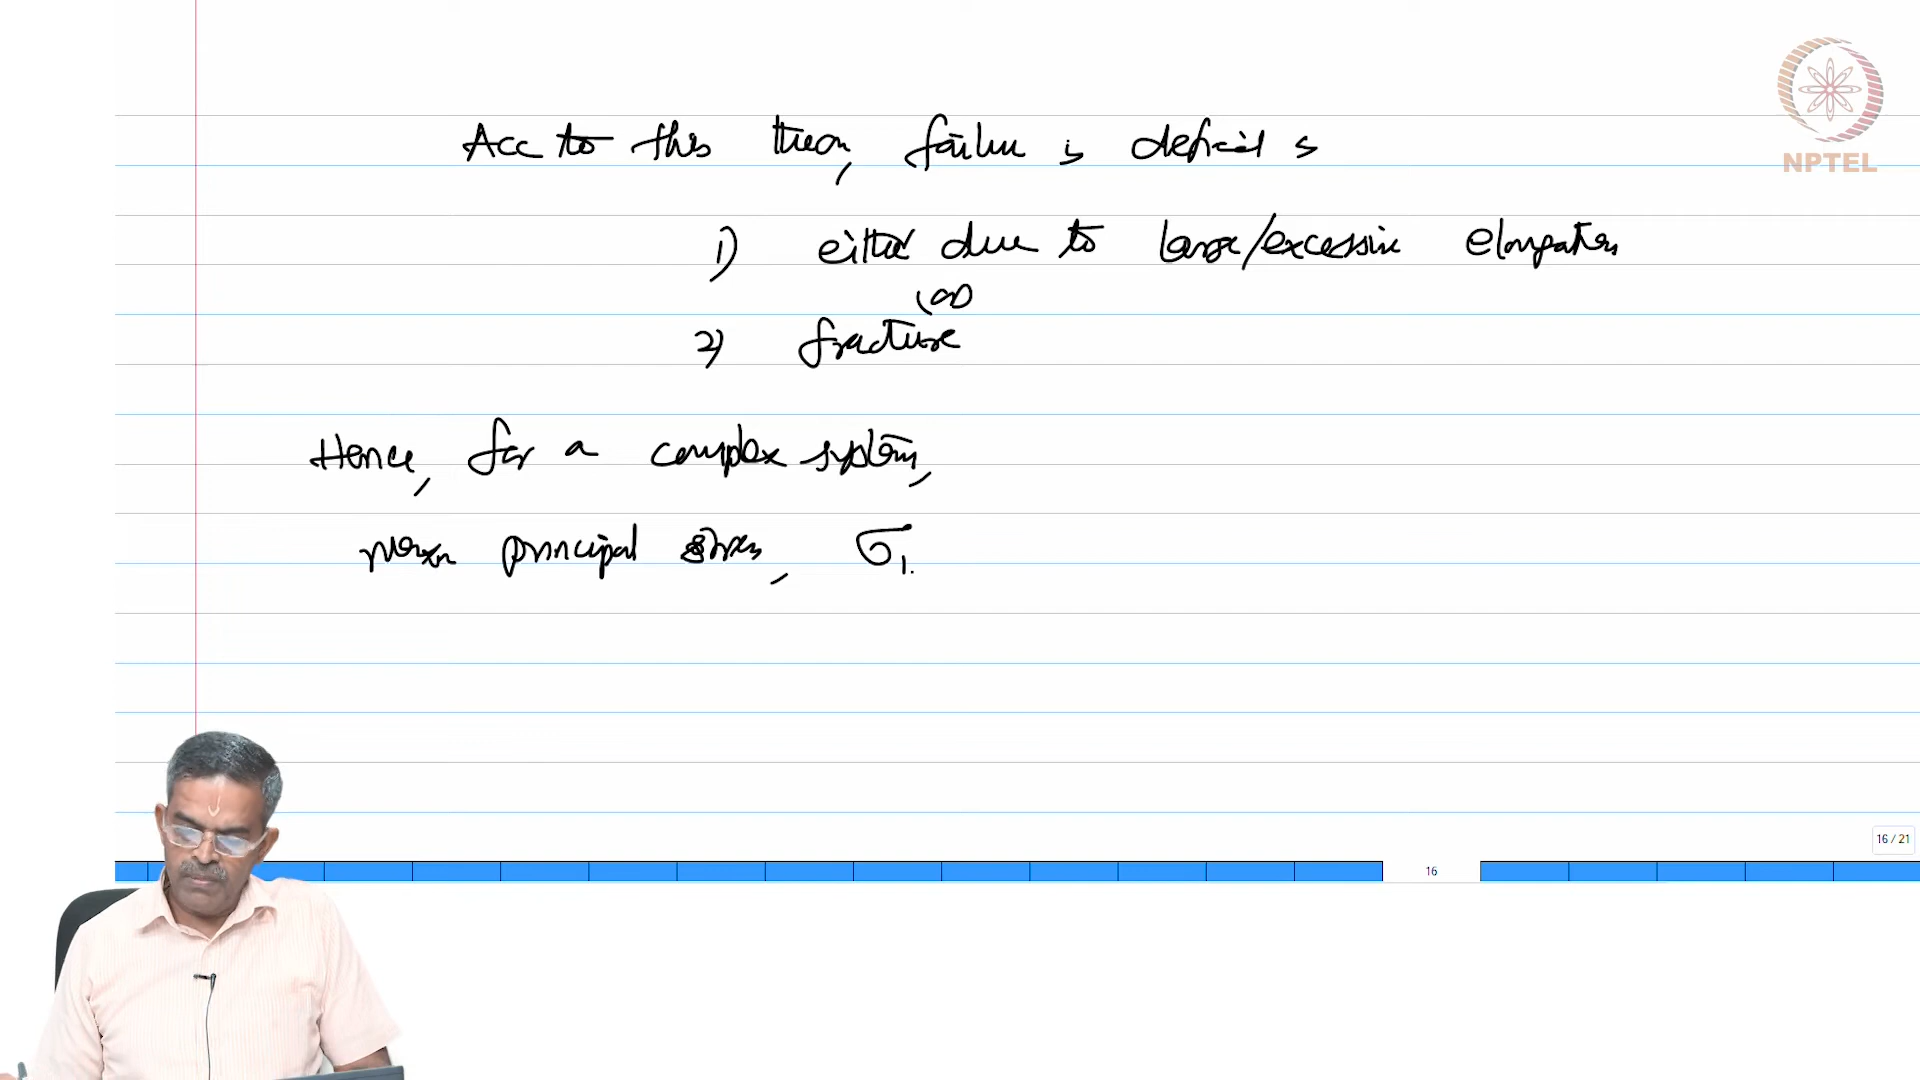 Acc to this theory, failure is defined as
1) either due to large/excessive elongation
(or)
2) fracture
Hence, for a complex system,
max principal stress, σ1.
NPTEL
16 / 21
16